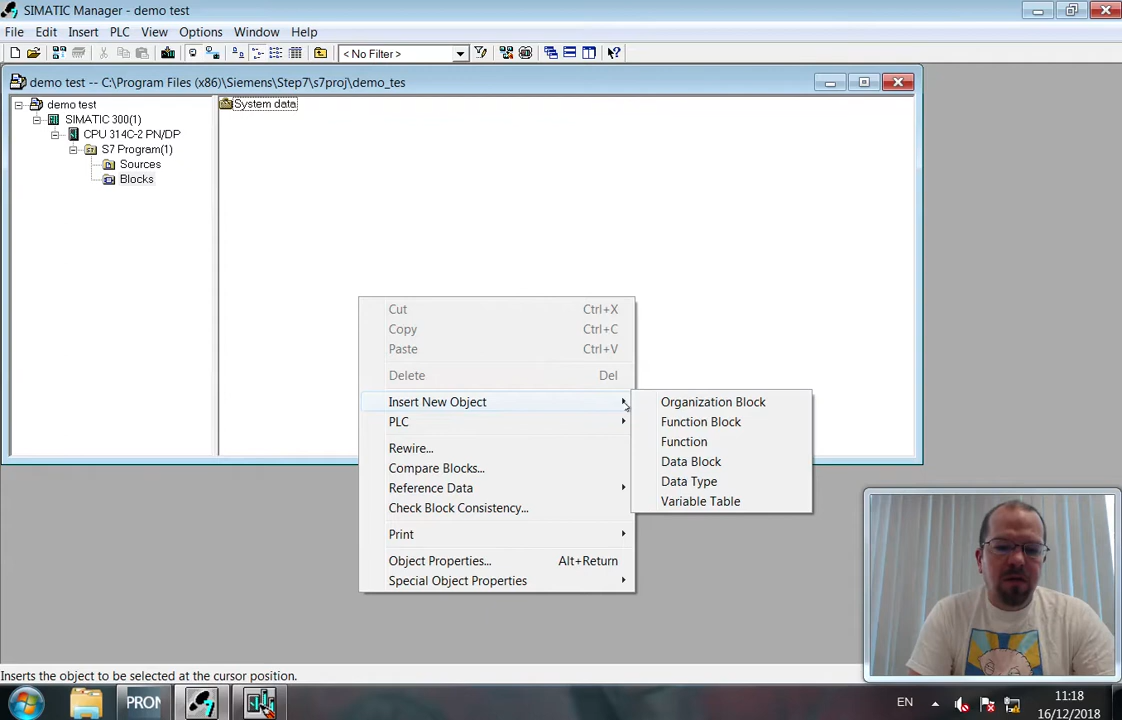 SIMATIC Manager - demo test
File Edit Insert PLC View Options Window Help
< No Filter >
demo test -- C:\Program Files (x86)\Siemens\Step7\s7proj\demo_tes
demo test
SIMATIC 300(1)
CPU 314C-2 PN/DP
S7 Program(1)
Sources
Blocks
System data
Cut Ctrl+X
Copy Ctrl+C
Paste Ctrl+V
Delete Del
Insert New Object
PLC
Rewire...
Compare Blocks...
Reference Data
Check Block Consistency...
Print
Object Properties... Alt+Return
Special Object Properties
Organization Block
Function Block
Function
Data Block
Data Type
Variable Table
Inserts the object to be selected at the cursor position.
PRON
EN
11:18
16/12/2018